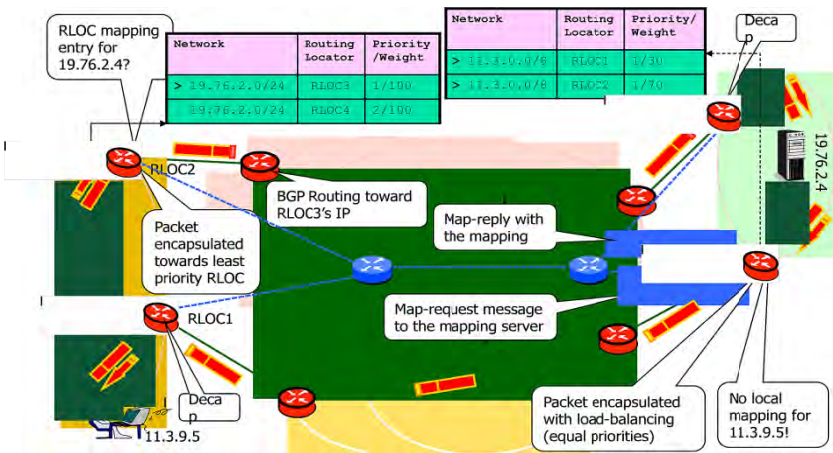 RLOC mapping
entry for
19.76.2.4?
Network
Routing
Locator
Priority
/Weight
> 19.76.2.0/24
RLOC3
1/100
19.76.2.0/24
RLOC4
2/100
Network
Routing
Locator
Priority/
Weight
> 11.3.0.0/8
RLOC1
1/30
> 11.3.0.0/8
RLOC2
1/70
Deca
p
19.76.2.4
RLOC2
BGP Routing toward
RLOC3's IP
Packet
encapsulated
towards least
priority RLOC
Map-reply with
the mapping
Map-request message
to the mapping server
RLOC1
Deca
p
11.3.9.5
Packet encapsulated
with load-balancing
(equal priorities)
No local
mapping for
11.3.9.5!